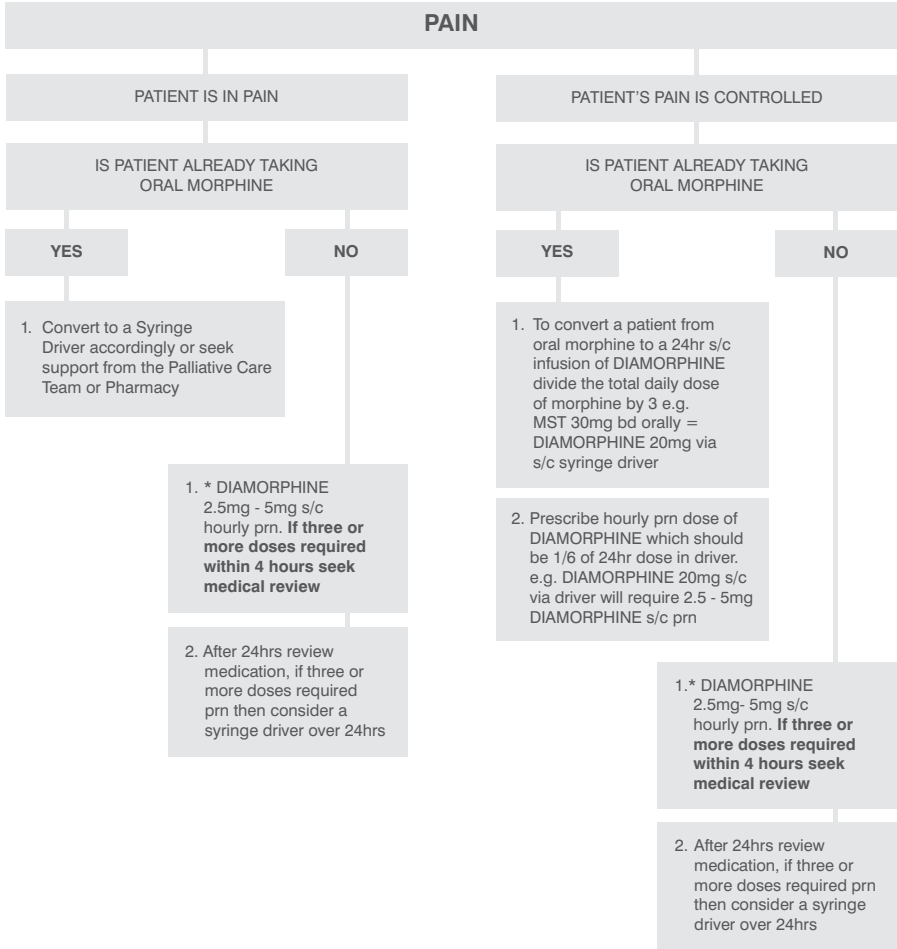 PAIN
PATIENT IS IN PAIN
IS PATIENT ALREADY TAKING
ORAL MORPHINE
YES
NO
1. Convert to a Syringe
Driver accordingly or seek
support from the Palliative Care
Team or Pharmacy
1. * DIAMORPHINE
2.5mg - 5mg s/c
hourly prn. If three or
more doses required
within 4 hours seek
medical review
2. After 24hrs review
medication, if three or
more doses required
prn then consider a
syringe driver over 24hrs
PATIENT'S PAIN IS CONTROLLED
IS PATIENT ALREADY TAKING
ORAL MORPHINE
YES
NO
1. To convert a patient from
oral morphine to a 24hr s/c
infusion of DIAMORPHINE
divide the total daily dose
of morphine by 3 e.g.
MST 30mg bd orally =
DIAMORPHINE 20mg via
s/c syringe driver
2. Prescribe hourly prn dose of
DIAMORPHINE which should
be 1/6 of 24hr dose in driver.
e.g. DIAMORPHINE 20mg s/c
via driver will require 2.5 - 5mg
DIAMORPHINE s/c prn
1.* DIAMORPHINE
2.5mg- 5mg s/c
hourly prn. If three or
more doses required
within 4 hours seek
medical review
2. After 24hrs review
medication, if three or
more doses required prn
then consider a syringe
driver over 24hrs